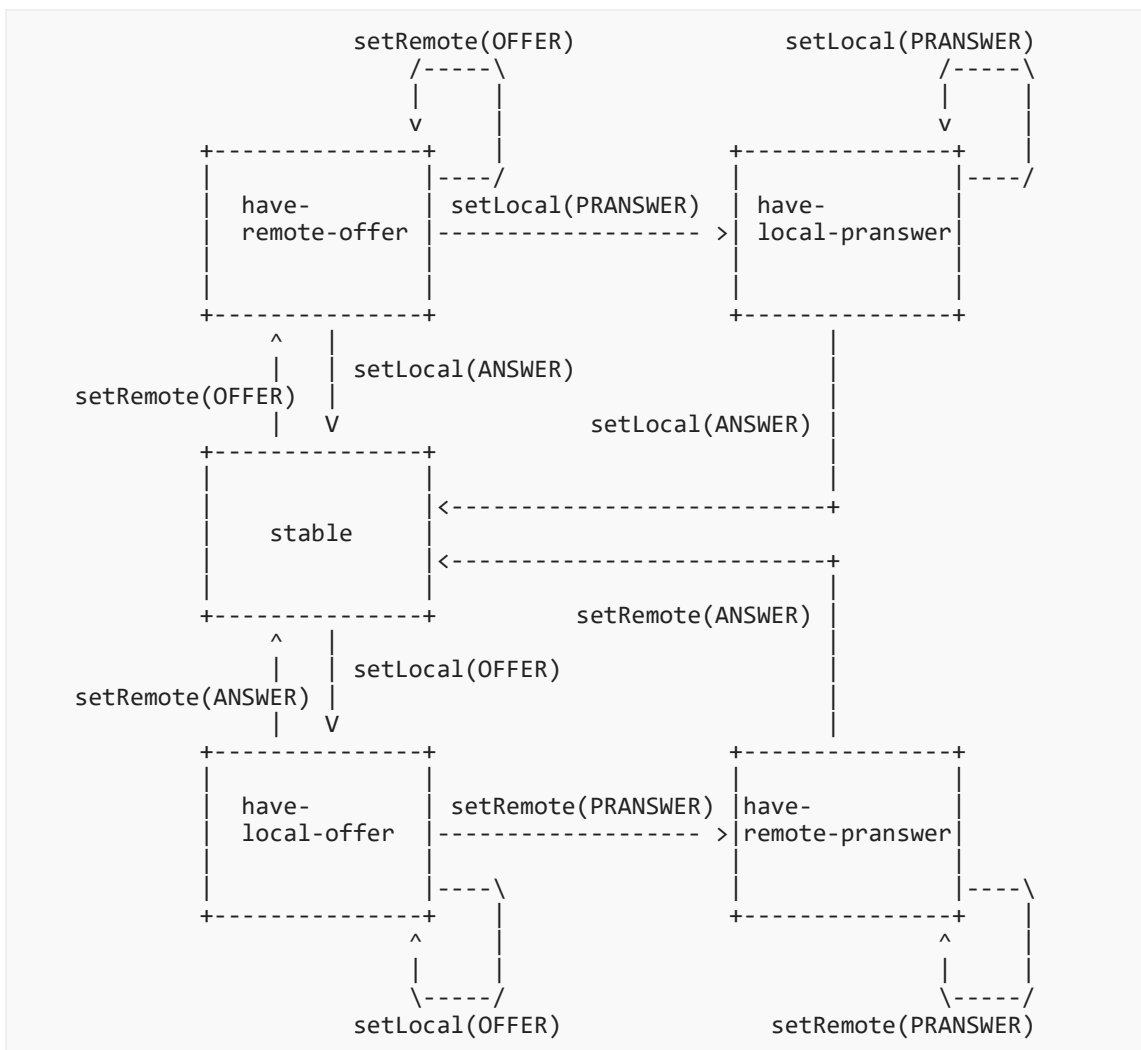 setRemote(OFFER) setLocal(PRANSWER)
/-----\ /-----\
| | | |
v | v |
+---------------+ | +---------------+ |
| |----/ | |----/
| have- | setLocal(PRANSWER) | have- |
| remote-offer |------------------- >| local-pranswer|
| | | |
| | | |
+---------------+ +---------------+
^ | |
| | setLocal(ANSWER) |
setRemote(OFFER) | |
| V setLocal(ANSWER) |
+---------------+ |
| | |
| |<---------------------------+
| stable |
| |<---------------------------+
| | |
+---------------+ setRemote(ANSWER) |
^ | |
| | setLocal(OFFER) |
setRemote(ANSWER) | |
| V |
+---------------+ +---------------+
| | | |
| have- | setRemote(PRANSWER) |have- |
| local-offer |------------------- >|remote-pranswer|
| | | |
| |----\ | |----\
+---------------+ | +---------------+ |
^ | ^ |
| | | |
\-----/ \-----/
setLocal(OFFER) setRemote(PRANSWER)